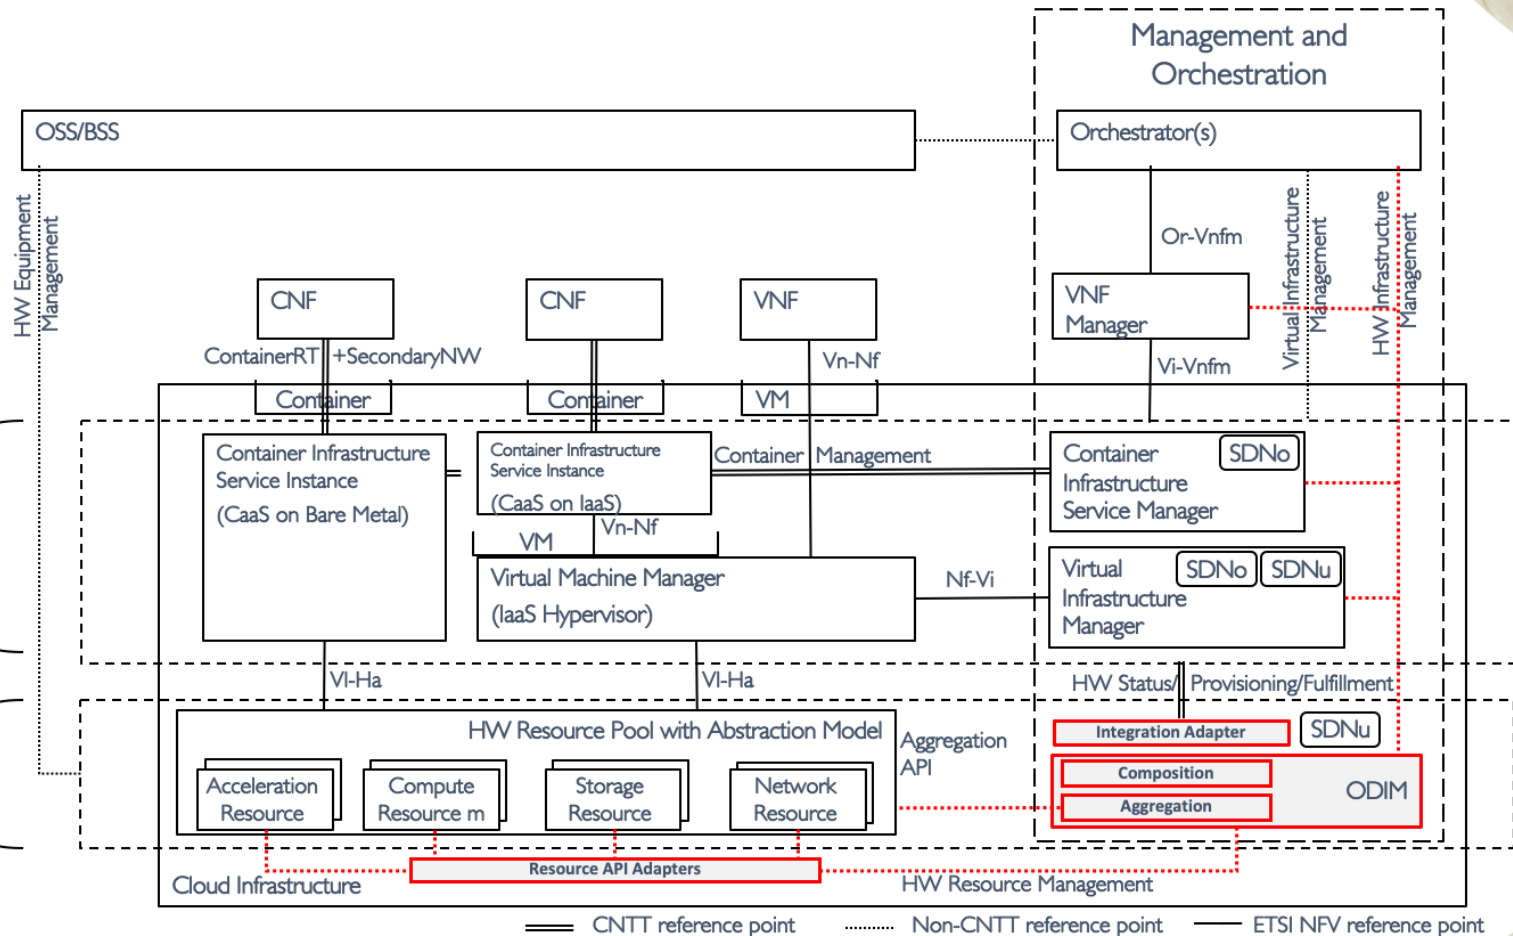 Management and
Orchestration
OSS/BSS
Orchestrator(s)
HW Equipment
Management
Or-Vnfm
Virtual Infrastructure
Management
HW Infrastructure
Management
CNF
CNF
VNF
VNF
Manager
ContainerRT
+SecondaryNW
Vn-Nf
Vi-Vnfm
Container
Container
VM
Container Infrastructure
Service Instance
(CaaS on Bare Metal)
Container Infrastructure
Service Instance
(CaaS on IaaS)
Container Management
Container
Infrastructure
Service Manager
SDNo
VM
Vn-Nf
Virtual Machine Manager
(IaaS Hypervisor)
Nf-Vi
Virtual
Infrastructure
Manager
SDNo
SDNu
VI-Ha
VI-Ha
HW Status/ Provisioning/Fulfillment
HW Resource Pool with Abstraction Model
Aggregation
API
Integration Adapter
SDNu
Acceleration
Resource
Compute
Resource m
Storage
Resource
Network
Resource
Composition
Aggregation
ODIM
Resource API Adapters
Cloud Infrastructure
HW Resource Management
CNTT reference point
Non-CNTT reference point
ETSI NFV reference point